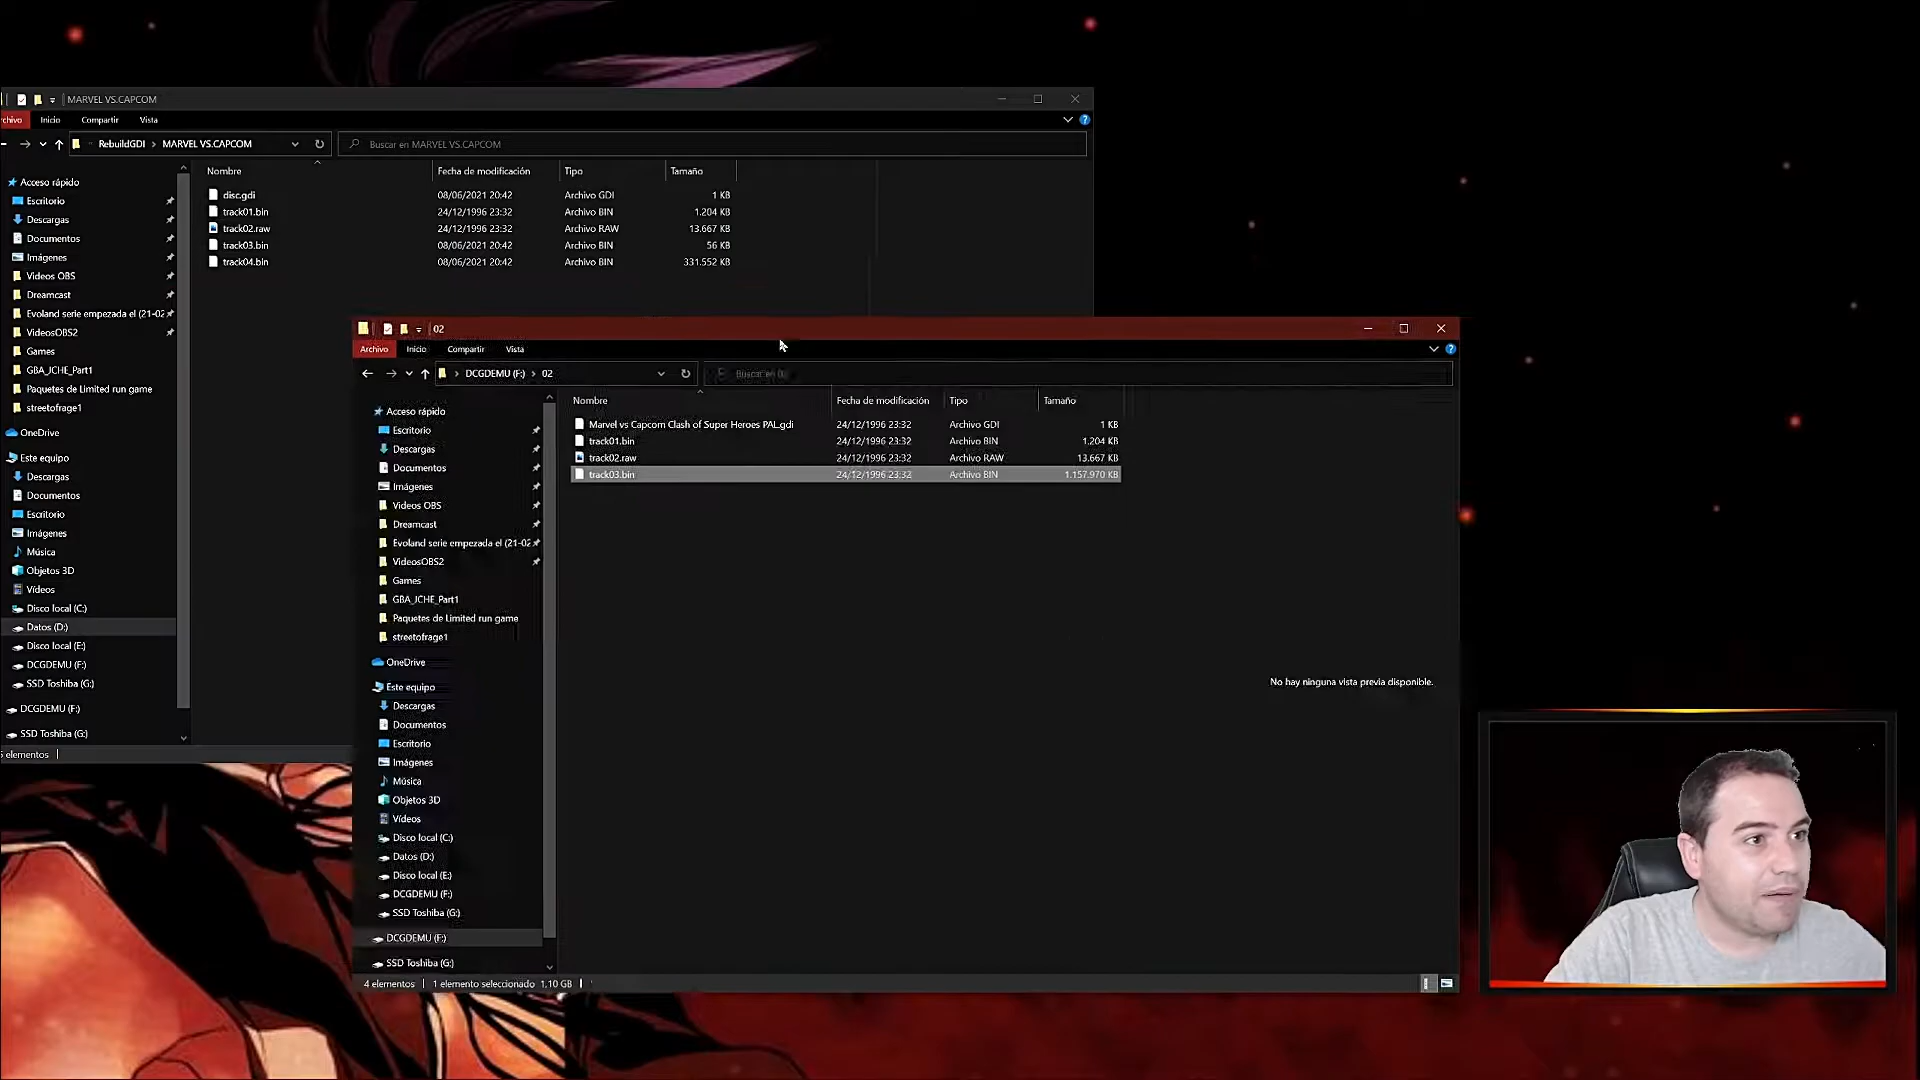 MARVEL VS.CAPCOM
Inicio Compartir Vista
RebuildGDI > MARVEL VS.CAPCOM Buscar en MARVEL VS.CAPCOM
Nombre Fecha de modificación Tipo Tamaño
disc.gdi 08/06/2021 20:42 Archivo GDI 1 KB
track01.bin 24/12/1996 23:32 Archivo BIN 1.204 KB
track02.raw 24/12/1996 23:32 Archivo RAW 13.667 KB
track03.bin 08/06/2021 20:42 Archivo BIN 56 KB
track04.bin 08/06/2021 20:42 Archivo BIN 331.552 KB
Acceso rápido
Escritorio
Descargas
Documentos
Imágenes
Videos OBS
Dreamcast
Evoland serie empezada el (21-02
VideosOBS2
Games
GBA_JCHE_Part1
Paquetes de Limited run game
streetofrage1
OneDrive
Este equipo
Descargas
Documentos
Escritorio
Imágenes
Música
Objetos 3D
Vídeos
Disco local (C:)
Datos (D:)
Disco local (E:)
DCGDEMU (F:)
SSD Toshiba (G:)
DCGDEMU (F:)
SSD Toshiba (G:)
elementos
02
Archivo Inicio Compartir Vista
DCGDEMU (F:) > 02
Nombre Fecha de modificación Tipo Tamaño
Marvel vs Capcom Clash of Super Heroes PAL.gdi 24/12/1996 23:32 Archivo GDI 1 KB
track01.bin 24/12/1996 23:32 Archivo BIN 1.204 KB
track02.raw 24/12/1996 23:32 Archivo RAW 13.667 KB
track03.bin 24/12/1996 23:32 Archivo BIN 1.157.970 KB
Acceso rápido
Escritorio
Descargas
Documentos
Imágenes
Videos OBS
Dreamcast
Evoland serie empezada el (21-02
VideosOBS2
Games
GBA_JCHE_Part1
Paquetes de Limited run game
streetofrage1
OneDrive
Este equipo
Descargas
Documentos
Escritorio
Imágenes
Música
Objetos 3D
Vídeos
Disco local (C:)
Datos (D:)
Disco local (E:)
DCGDEMU (F:)
SSD Toshiba (G:)
DCGDEMU (F:)
SSD Toshiba (G:)
No hay ninguna vista previa disponible.
4 elementos 1 elemento seleccionado 1,10 GB